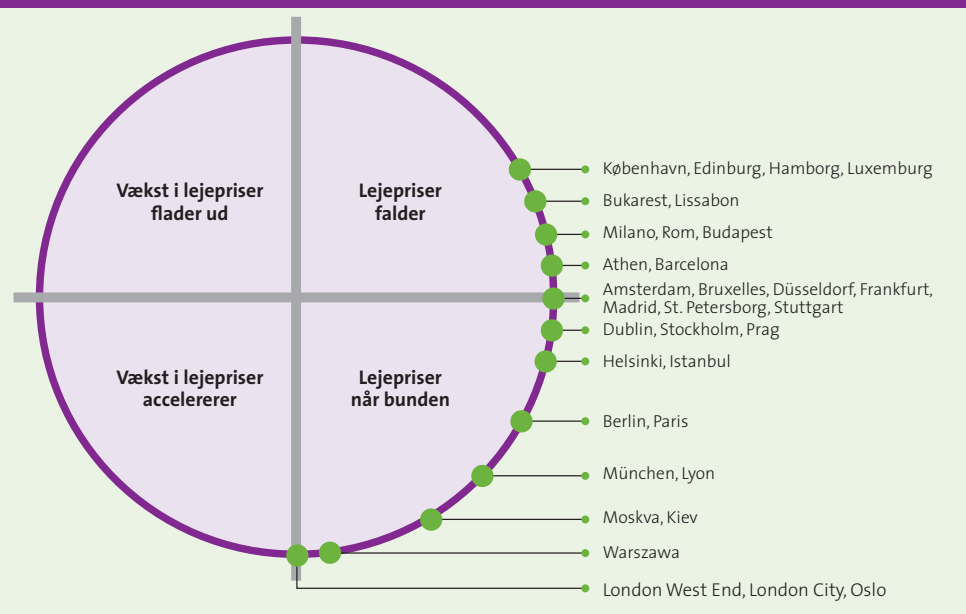 Vækst i lejepriser
flader ud
Lejepriser
falder
Vækst i lejepriser
accelererer
Lejepriser
når bunden
København, Edinburg, Hamborg, Luxemburg
Bukarest, Lissabon
Milano, Rom, Budapest
Athen, Barcelona
Amsterdam, Bruxelles, Düsseldorf, Frankfurt,
Madrid, St. Petersborg, Stuttgart
Dublin, Stockholm, Prag
Helsinki, Istanbul
Berlin, Paris
München, Lyon
Moskva, Kiev
Warszawa
London West End, London City, Oslo